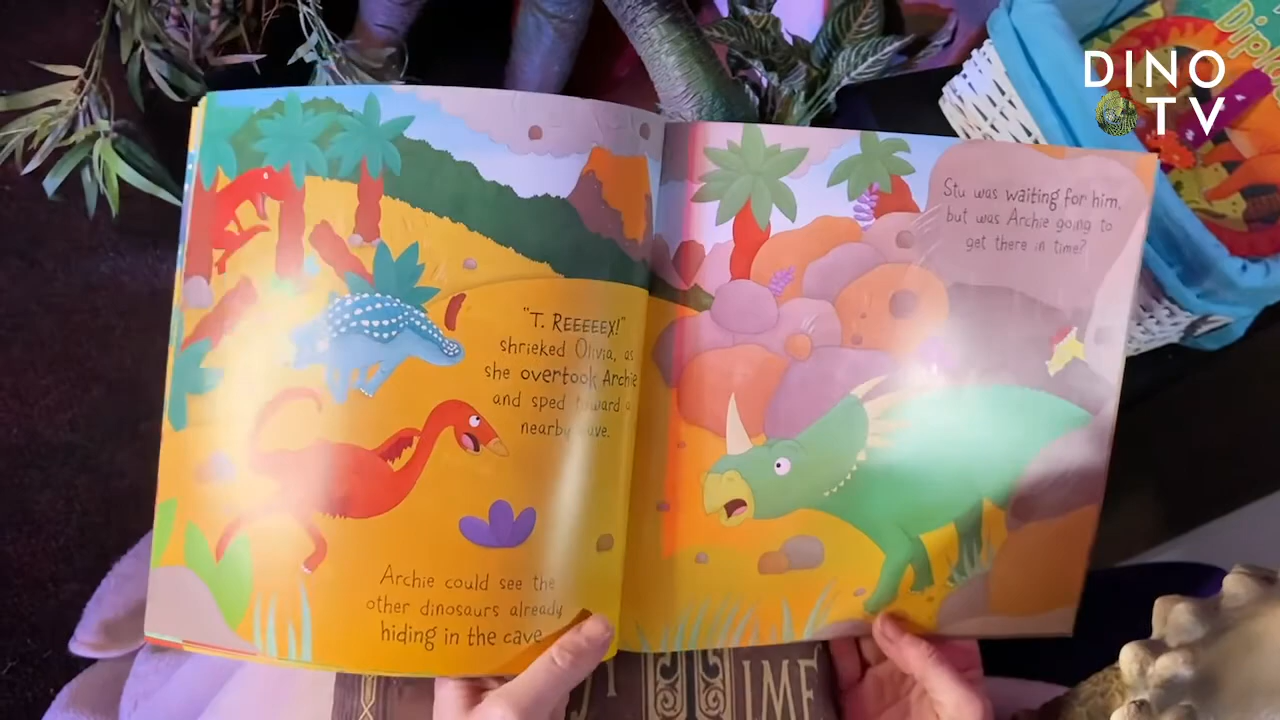 DINO
TV
Dipl
"T. REEEEEX!"
shrieked Olivia, as
she overtook Archie
and sped toward a
nearby cave.
Archie could see the
other dinosaurs already
hiding in the cave
Stu was waiting for him,
but was Archie going to
get there in time?
TIME